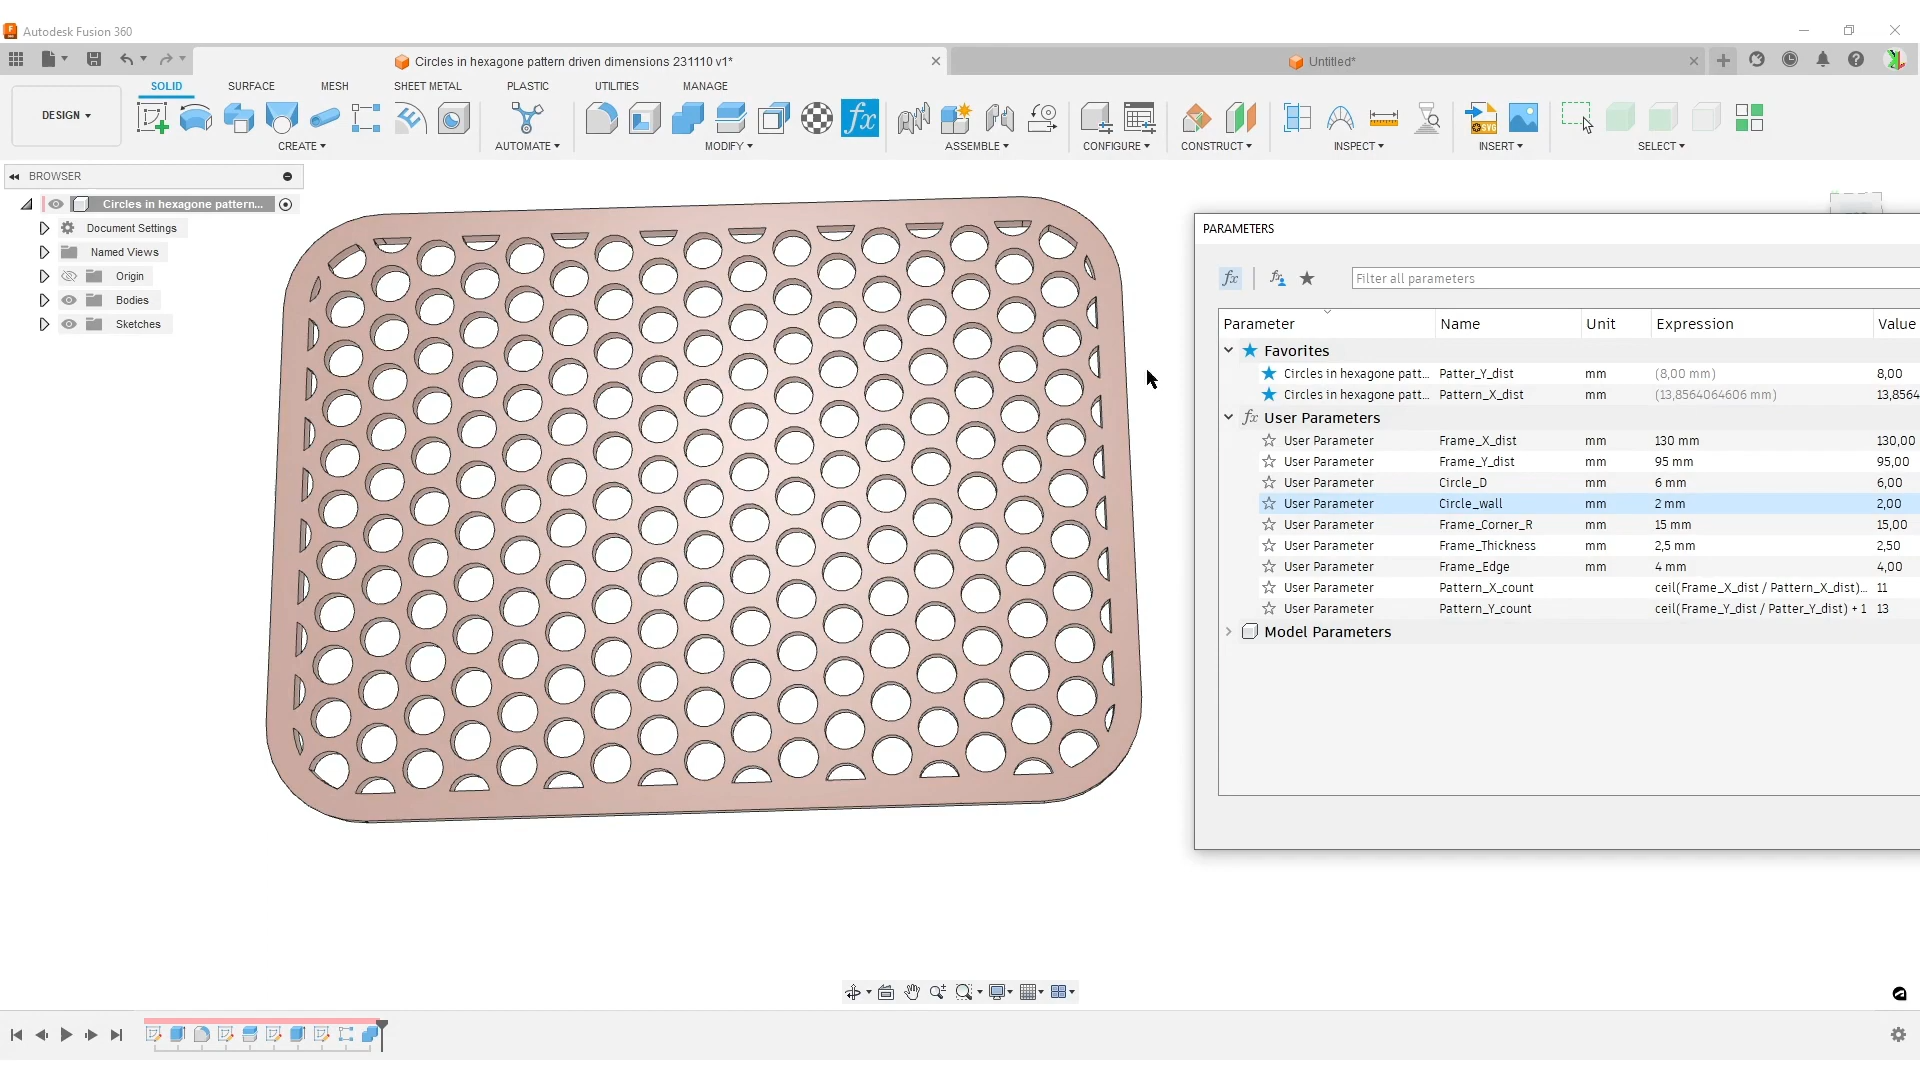 Autodesk Fusion 360
Circles in hexagone pattern driven dimensions 231110 v1*
Untitled*
SOLID SURFACE MESH SHEET METAL PLASTIC UTILITIES MANAGE
DESIGN
CREATE AUTOMATE MODIFY ASSEMBLE CONFIGURE CONSTRUCT INSPECT INSERT SELECT
BROWSER
Circles in hexagone pattern...
Document Settings
Named Views
Origin
Bodies
Sketches
PARAMETERS
Filter all parameters
Parameter Name Unit Expression Value
Favorites
Circles in hexagone patt... Patter_Y_dist mm (8,00 mm) 8,00
Circles in hexagone patt... Pattern_X_dist mm (13,8564064606 mm) 13,8564
fx User Parameters
User Parameter Frame_X_dist mm 130 mm 130,00
User Parameter Frame_Y_dist mm 95 mm 95,00
User Parameter Circle_D mm 6 mm 6,00
User Parameter Circle_wall mm 2 mm 2,00
User Parameter Frame_Corner_R mm 15 mm 15,00
User Parameter Frame_Thickness mm 2,5 mm 2,50
User Parameter Frame_Edge mm 4 mm 4,00
User Parameter Pattern_X_count ceil(Frame_X_dist / Pattern_X_dist)... 11
User Parameter Pattern_Y_count ceil(Frame_Y_dist / Patter_Y_dist) + 1 13
Model Parameters